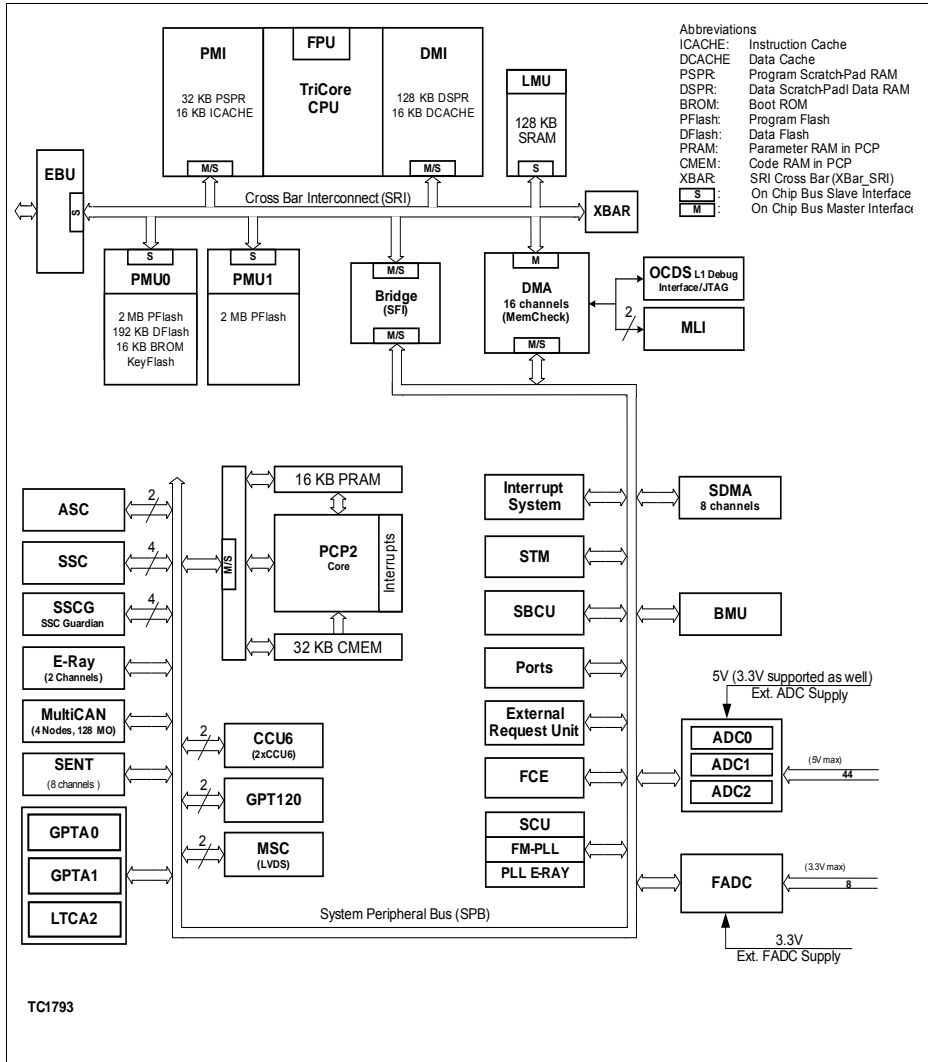 PMI
32 KB PSPR
16 KB ICACHE
M/S
FPU
TriCore
CPU
DMI
128 KB DSPR
16 KB DCACHE
M/S
LMU
128 KB
SRAM
S
Abbreviations:
ICACHE: Instruction Cache
DCACHE Data Cache
PSPR: Program Scratch-Pad RAM
DSPR: Data Scratch-Padl Data RAM
BROM: Boot ROM
PFlash: Program Flash
DFlash: Data Flash
PRAM: Parameter RAM in PCP
CMEM: Code RAM in PCP
XBAR: SRI Cross Bar (XBar_SRI)
S : On Chip Bus Slave Interface
M : On Chip Bus Master Interface
EBU
S
Cross Bar Interconnect (SRI)
XBAR
S
PMU0
2 MB PFlash
192 KB DFlash
16 KB BROM
KeyFlash
S
PMU1
2 MB PFlash
M/S
Bridge
(SFI)
M/S
M
DMA
16 channels
(MemCheck)
M/S
OCDS L1 Debug
Interface/JTAG
2
MLI
ASC
2
SSC
4
SSCG
SSC Guardian
4
E-Ray
(2 Channels)
MultiCAN
(4 Nodes, 128 MO)
SENT
(8 channels )
GPTA0
GPTA1
LTCA2
M/S
16 KB PRAM
PCP2
Core
Interrupts
32 KB CMEM
2
CCU6
(2xCCU6)
2
GPT120
2
MSC
(LVDS)
System Peripheral Bus (SPB)
Interrupt
System
STM
SBCU
Ports
External
Request Unit
FCE
SCU
FM-PLL
PLL E-RAY
SDMA
8 channels
BMU
5V (3.3V supported as well)
Ext. ADC Supply
ADC0
ADC1
ADC2
(5V max)
44
FADC
(3.3V max)
8
3.3V
Ext. FADC Supply
TC1793